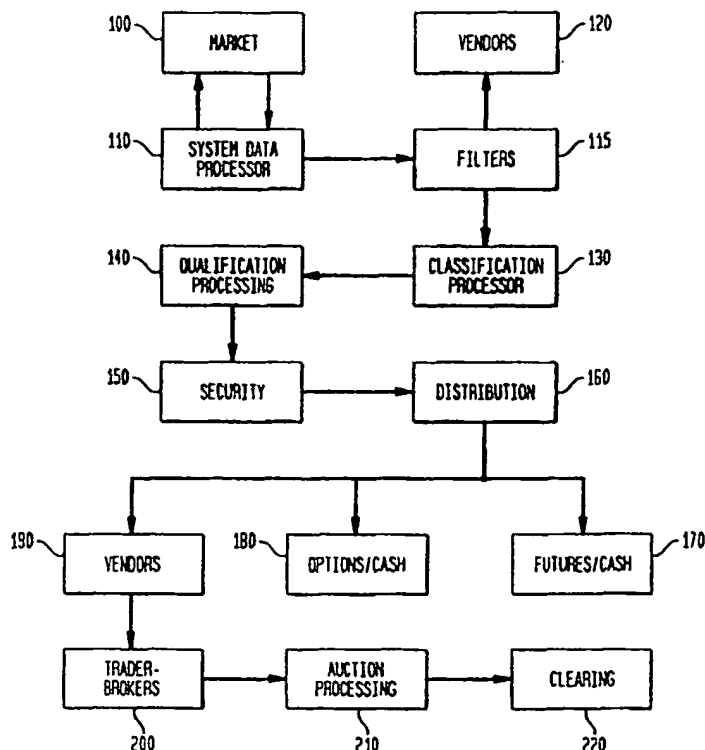 100
MARKET
VENDORS
120
110
SYSTEM DATA
PROCESSOR
FILTERS
115
140
QUALIFICATION
PROCESSING
CLASSIFICATION
PROCESSOR
130
150
SECURITY
DISTRIBUTION
160
190
VENDORS
180
OPTIONS/CASH
FUTURES/CASH
170
TRADER-
BROKERS
AUCTION
PROCESSING
CLEARING
200
210
220